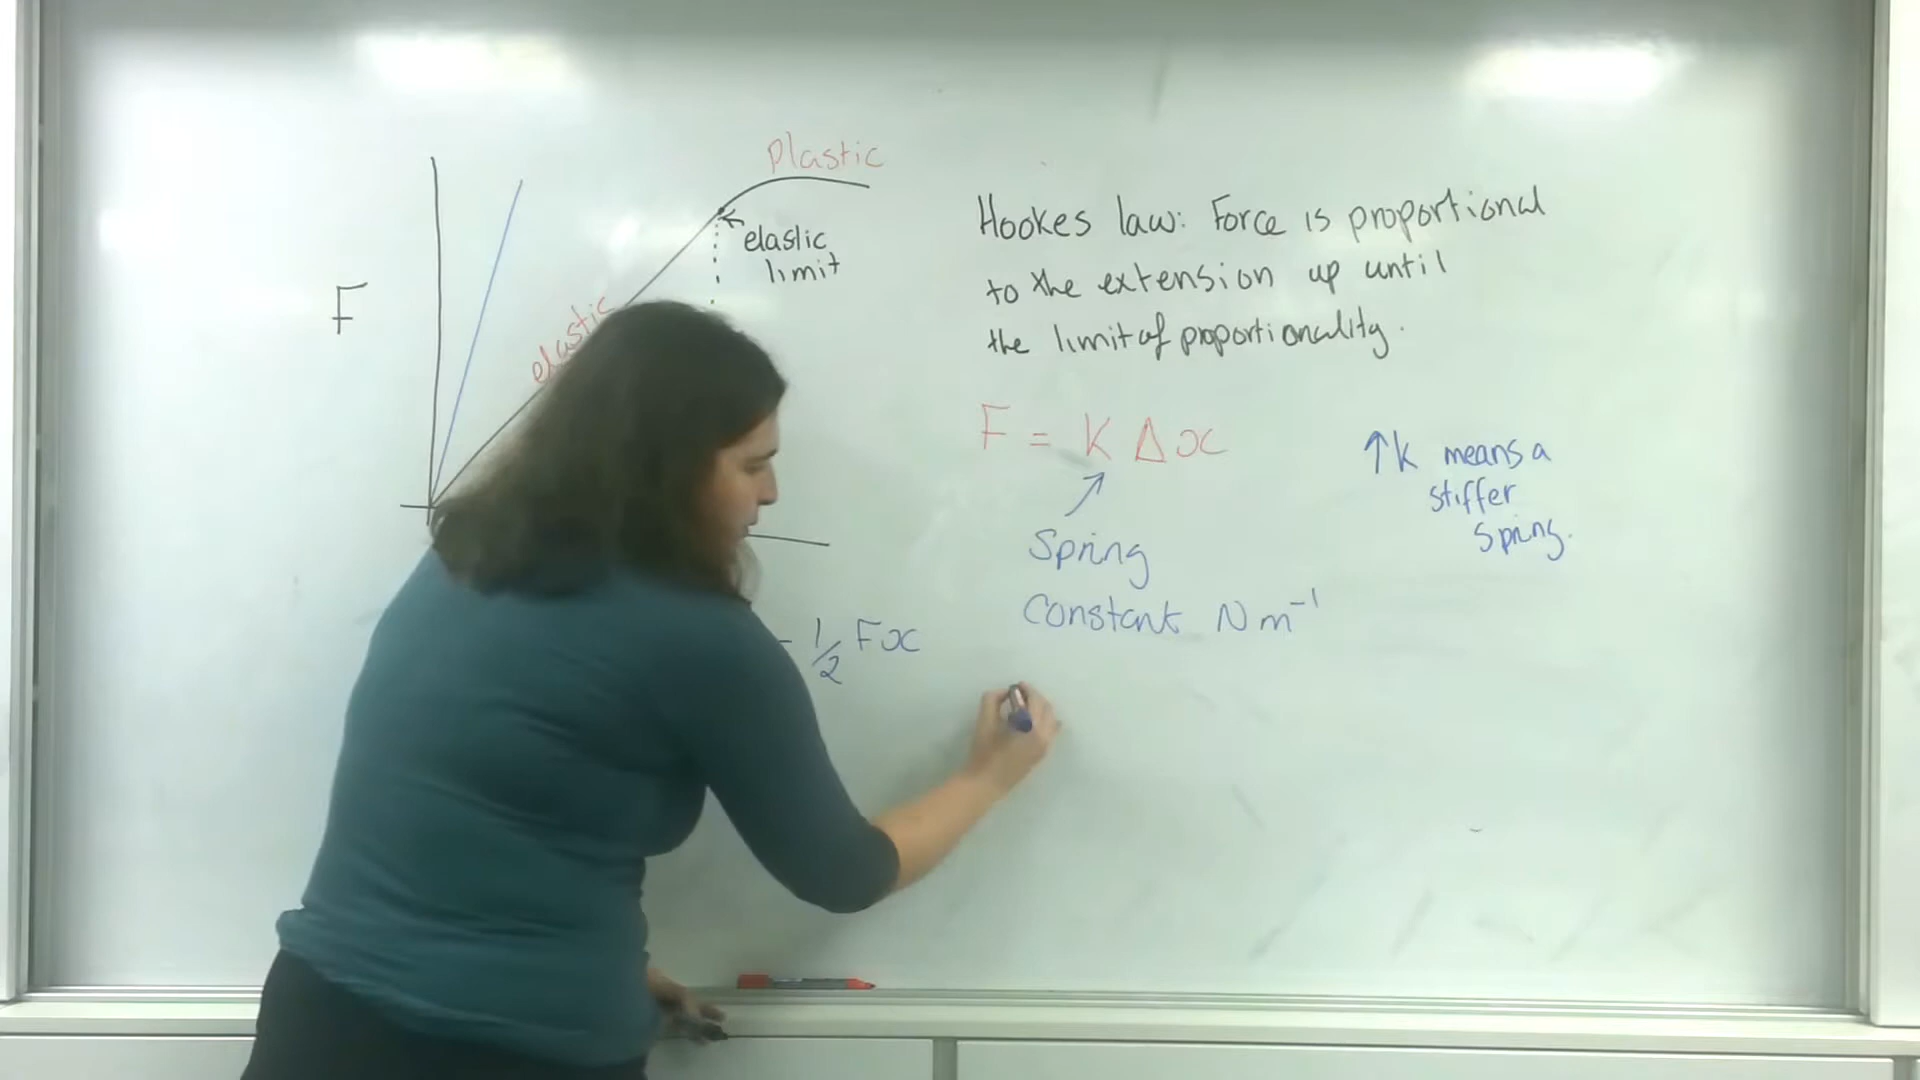 Plastic
elastic
limit
F
elastic
Hookes law: Force is proportional
to the extension up until
the limit of proportionality.
F = K Δx
↑k means a
stiffer
spring.
Spring
Constant N m⁻¹
- 1/2 Fx